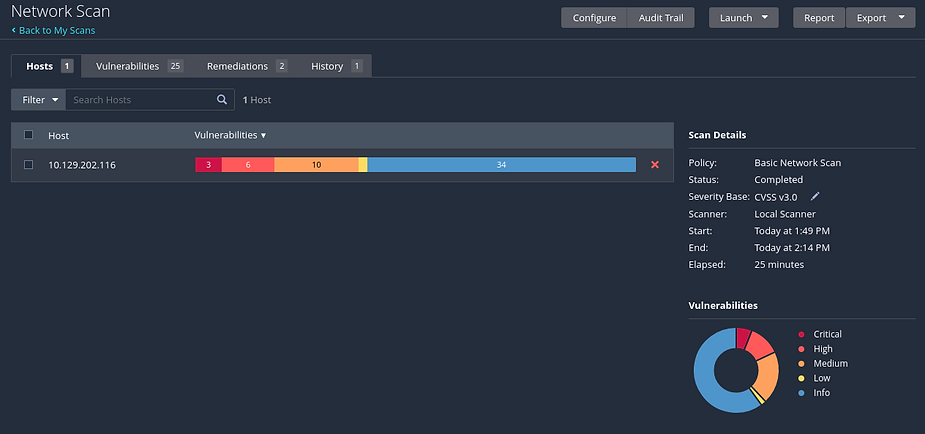 Network Scan
Back to My Scans
Configure Audit Trail Launch Report Export
Hosts 1 Vulnerabilities 25 Remediations 2 History 1
Filter Search Hosts 1 Host
Host Vulnerabilities
10.129.202.116 3 6 10 34
Scan Details
Policy: Basic Network Scan
Status: Completed
Severity Base: CVSS v3.0
Scanner: Local Scanner
Start: Today at 1:49 PM
End: Today at 2:14 PM
Elapsed: 25 minutes
Vulnerabilities
Critical
High
Medium
Low
Info